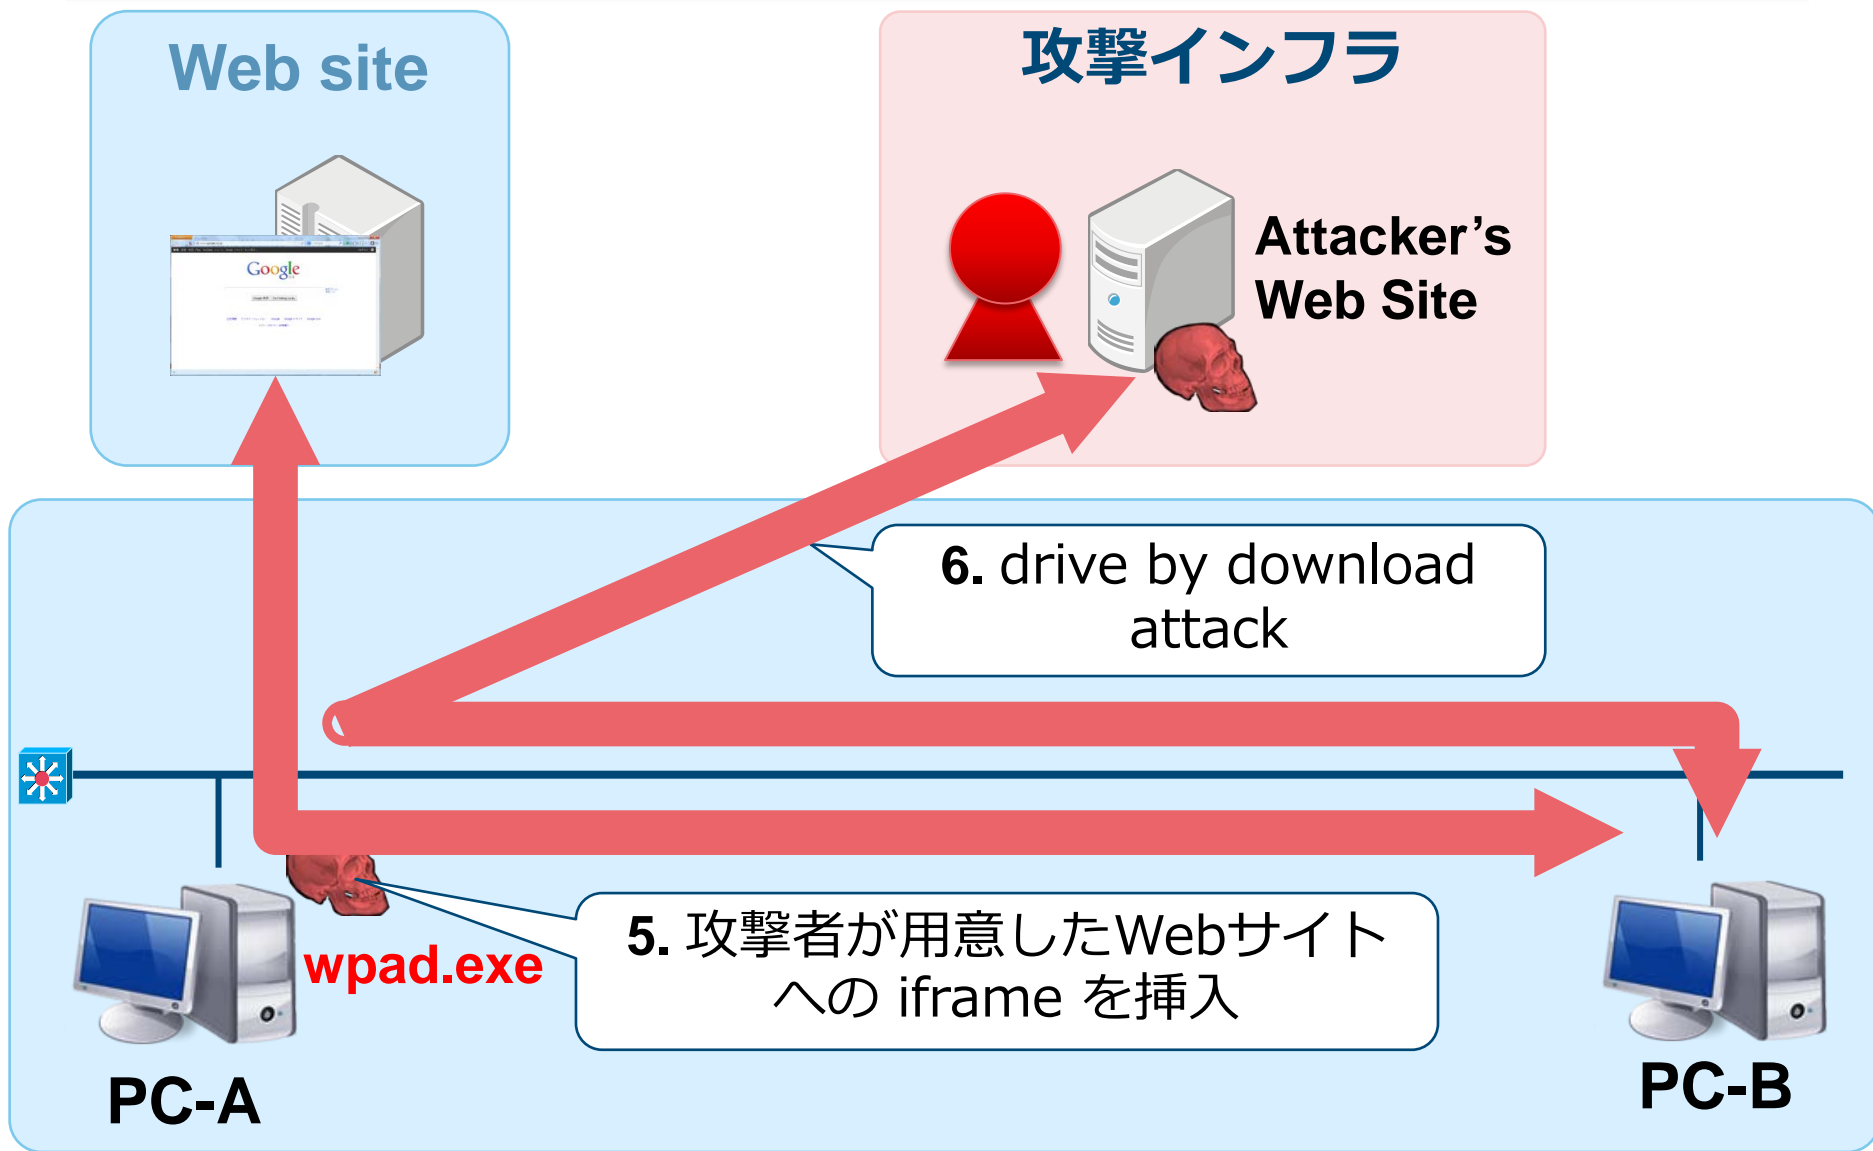 Web site
攻撃インフラ
Google
Attacker's
Web Site
6. drive by download
attack
5. 攻撃者が用意したWebサイト
への iframe を挿入
wpad.exe
PC-A
PC-B